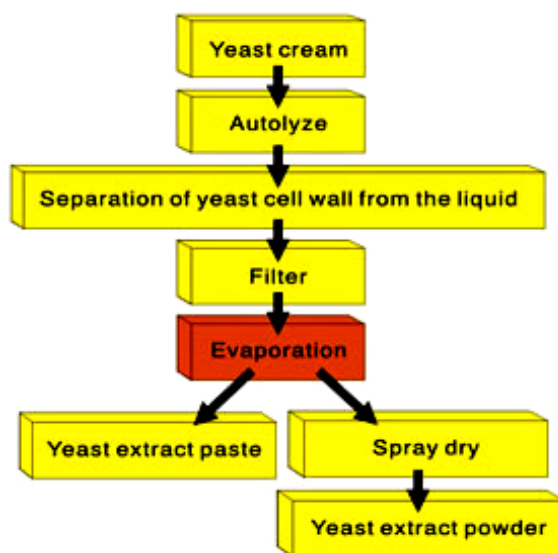 Yeast cream
Autolyze
Separation of yeast cell wall from the liquid
Filter
Evaporation
Yeast extract paste
Spray dry
Yeast extract powder